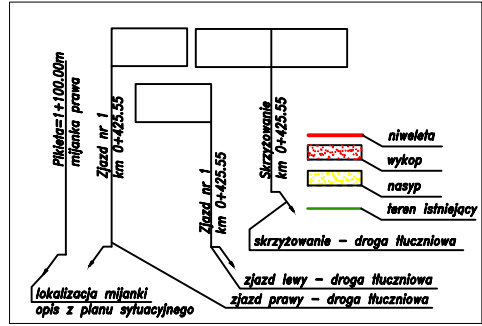 Pikieta=1+100.00m
mijanka prawa
Zjazd nr 1
km 0+425.55
Zjazd nr 1
km 0+425.55
Skrzyżowanie
km 0+425.55
niweleta
wykop
nasyp
teren istniejący
skrzyżowanie - droga tłuczniowa
zjazd lewy - droga tłuczniowa
zjazd prawy - droga tłuczniowa
lokalizacja mijanki
opis z planu sytuacyjnego